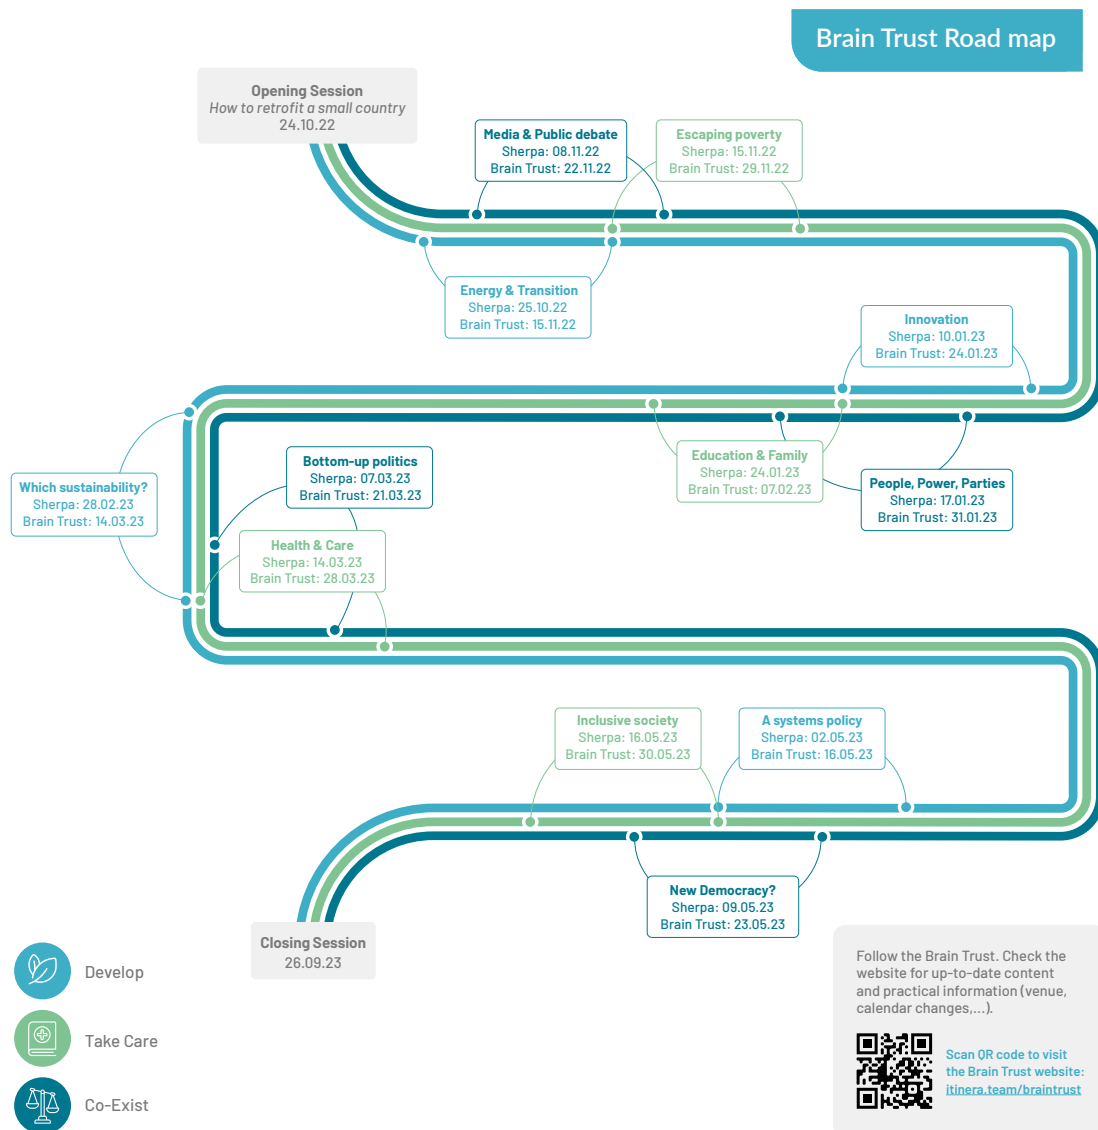 Brain Trust Road map
Opening Session
How to retrofit a small country
24.10.22
Media & Public debate
Sherpa: 08.11.22
Brain Trust: 22.11.22
Escaping poverty
Sherpa: 15.11.22
Brain Trust: 29.11.22
Energy & Transition
Sherpa: 25.10.22
Brain Trust: 15.11.22
Innovation
Sherpa: 10.01.23
Brain Trust: 24.01.23
Education & Family
Sherpa: 24.01.23
Brain Trust: 07.02.23
People, Power, Parties
Sherpa: 17.01.23
Brain Trust: 31.01.23
Which sustainability?
Sherpa: 28.02.23
Brain Trust: 14.03.23
Bottom-up politics
Sherpa: 07.03.23
Brain Trust: 21.03.23
Health & Care
Sherpa: 14.03.23
Brain Trust: 28.03.23
Inclusive society
Sherpa: 16.05.23
Brain Trust: 30.05.23
A systems policy
Sherpa: 02.05.23
Brain Trust: 16.05.23
New Democracy?
Sherpa: 09.05.23
Brain Trust: 23.05.23
Closing Session
26.09.23
Develop
Take Care
Co-Exist
Follow the Brain Trust. Check the
website for up-to-date content
and practical information (venue,
calendar changes,...).
Scan QR code to visit
the Brain Trust website:
itinera.team/braintrust